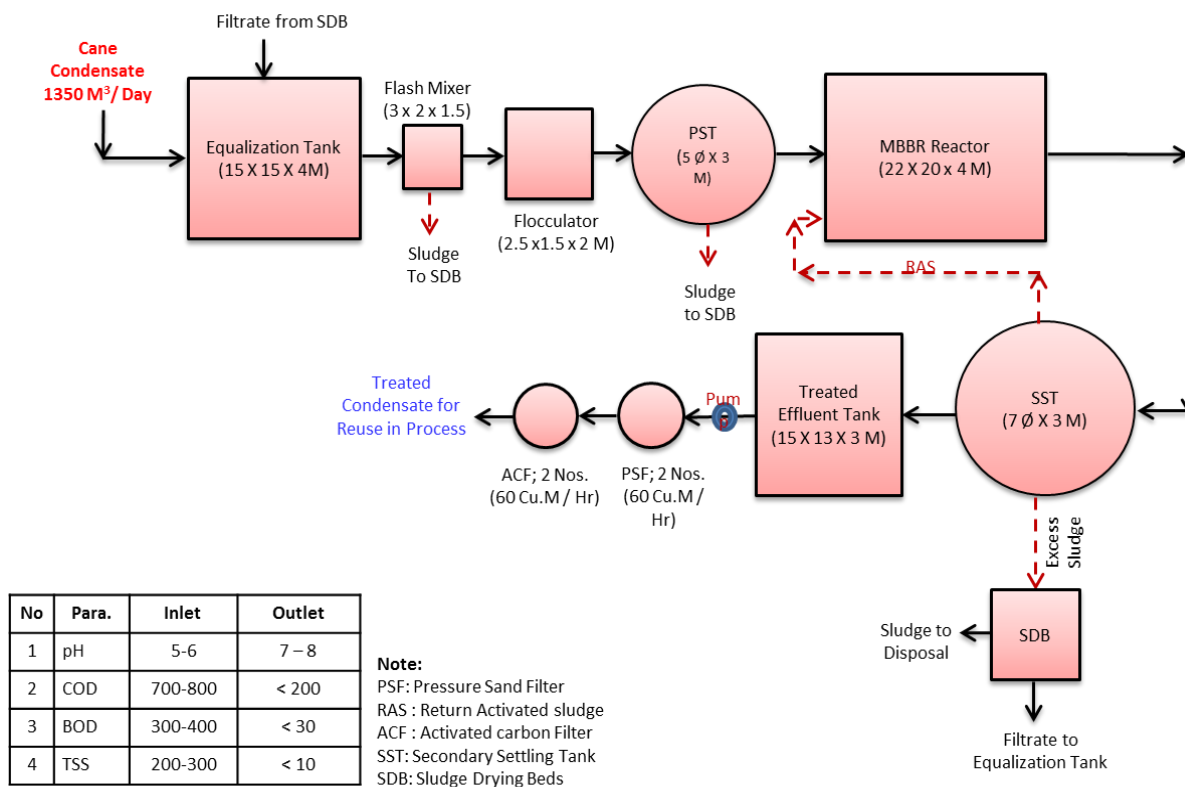 Filtrate from SDB
Cane
Condensate
1350 M³/ Day
Equalization Tank
(15 X 15 X 4M)
Flash Mixer
(3 x 2 x 1.5)
Sludge
To SDB
Flocculator
(2.5 x1.5 x 2 M)
PST
(5 Ø X 3
M)
Sludge
to SDB
MBBR Reactor
(22 X 20 x 4 M)
RAS
SST
(7 Ø X 3 M)
Treated
Effluent Tank
(15 X 13 X 3 M)
Pum
p
PSF; 2 Nos.
(60 Cu.M /
Hr)
ACF; 2 Nos.
(60 Cu.M / Hr)
Treated
Condensate for
Reuse in Process
Excess
Sludge
SDB
Sludge to
Disposal
Filtrate to
Equalization Tank
No Para. Inlet Outlet
1 pH 5-6 7 – 8
2 COD 700-800 < 200
3 BOD 300-400 < 30
4 TSS 200-300 < 10
Note:
PSF: Pressure Sand Filter
RAS : Return Activated sludge
ACF : Activated carbon Filter
SST: Secondary Settling Tank
SDB: Sludge Drying Beds